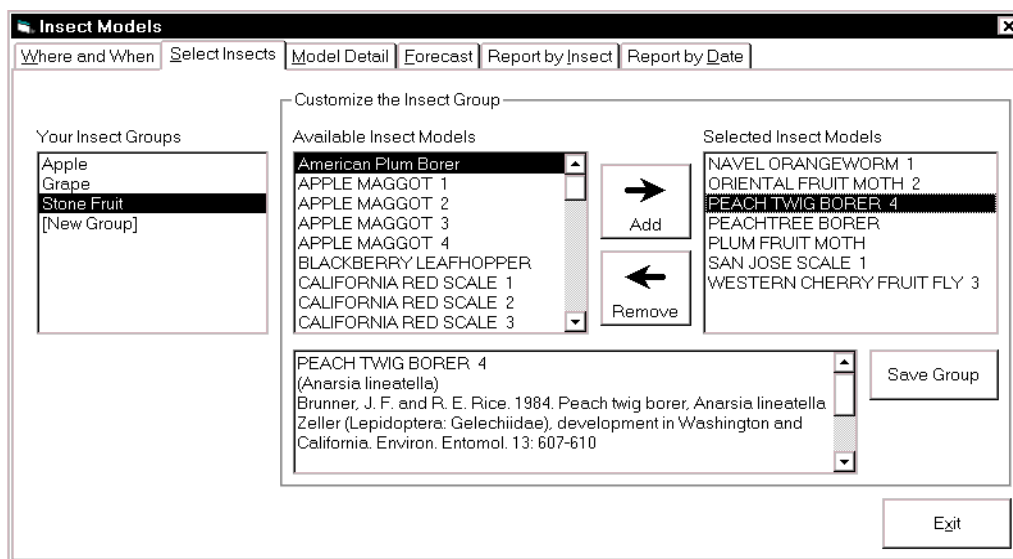 Insect Models
Where and When
Select Insects
Model Detail
Forecast
Report by Insect
Report by Date
Customize the Insect Group
Your Insect Groups
Apple
Grape
Stone Fruit
[New Group]
Available Insect Models
American Plum Borer
APPLE MAGGOT 1
APPLE MAGGOT 2
APPLE MAGGOT 3
APPLE MAGGOT 4
BLACKBERRY LEAFHOPPER
CALIFORNIA RED SCALE 1
CALIFORNIA RED SCALE 2
CALIFORNIA RED SCALE 3
Add
Remove
Selected Insect Models
NAVEL ORANGEWORM 1
ORIENTAL FRUIT MOTH 2
PEACH TWIG BORER 4
PEACHTREE BORER
PLUM FRUIT MOTH
SAN JOSE SCALE 1
WESTERN CHERRY FRUIT FLY 3
PEACH TWIG BORER 4
(Anarsia lineatella)
Brunner, J. F. and R. E. Rice. 1984. Peach twig borer, Anarsia lineatella
Zeller (Lepidoptera: Gelechiidae), development in Washington and
California. Environ. Entomol. 13: 607-610
Save Group
Exit